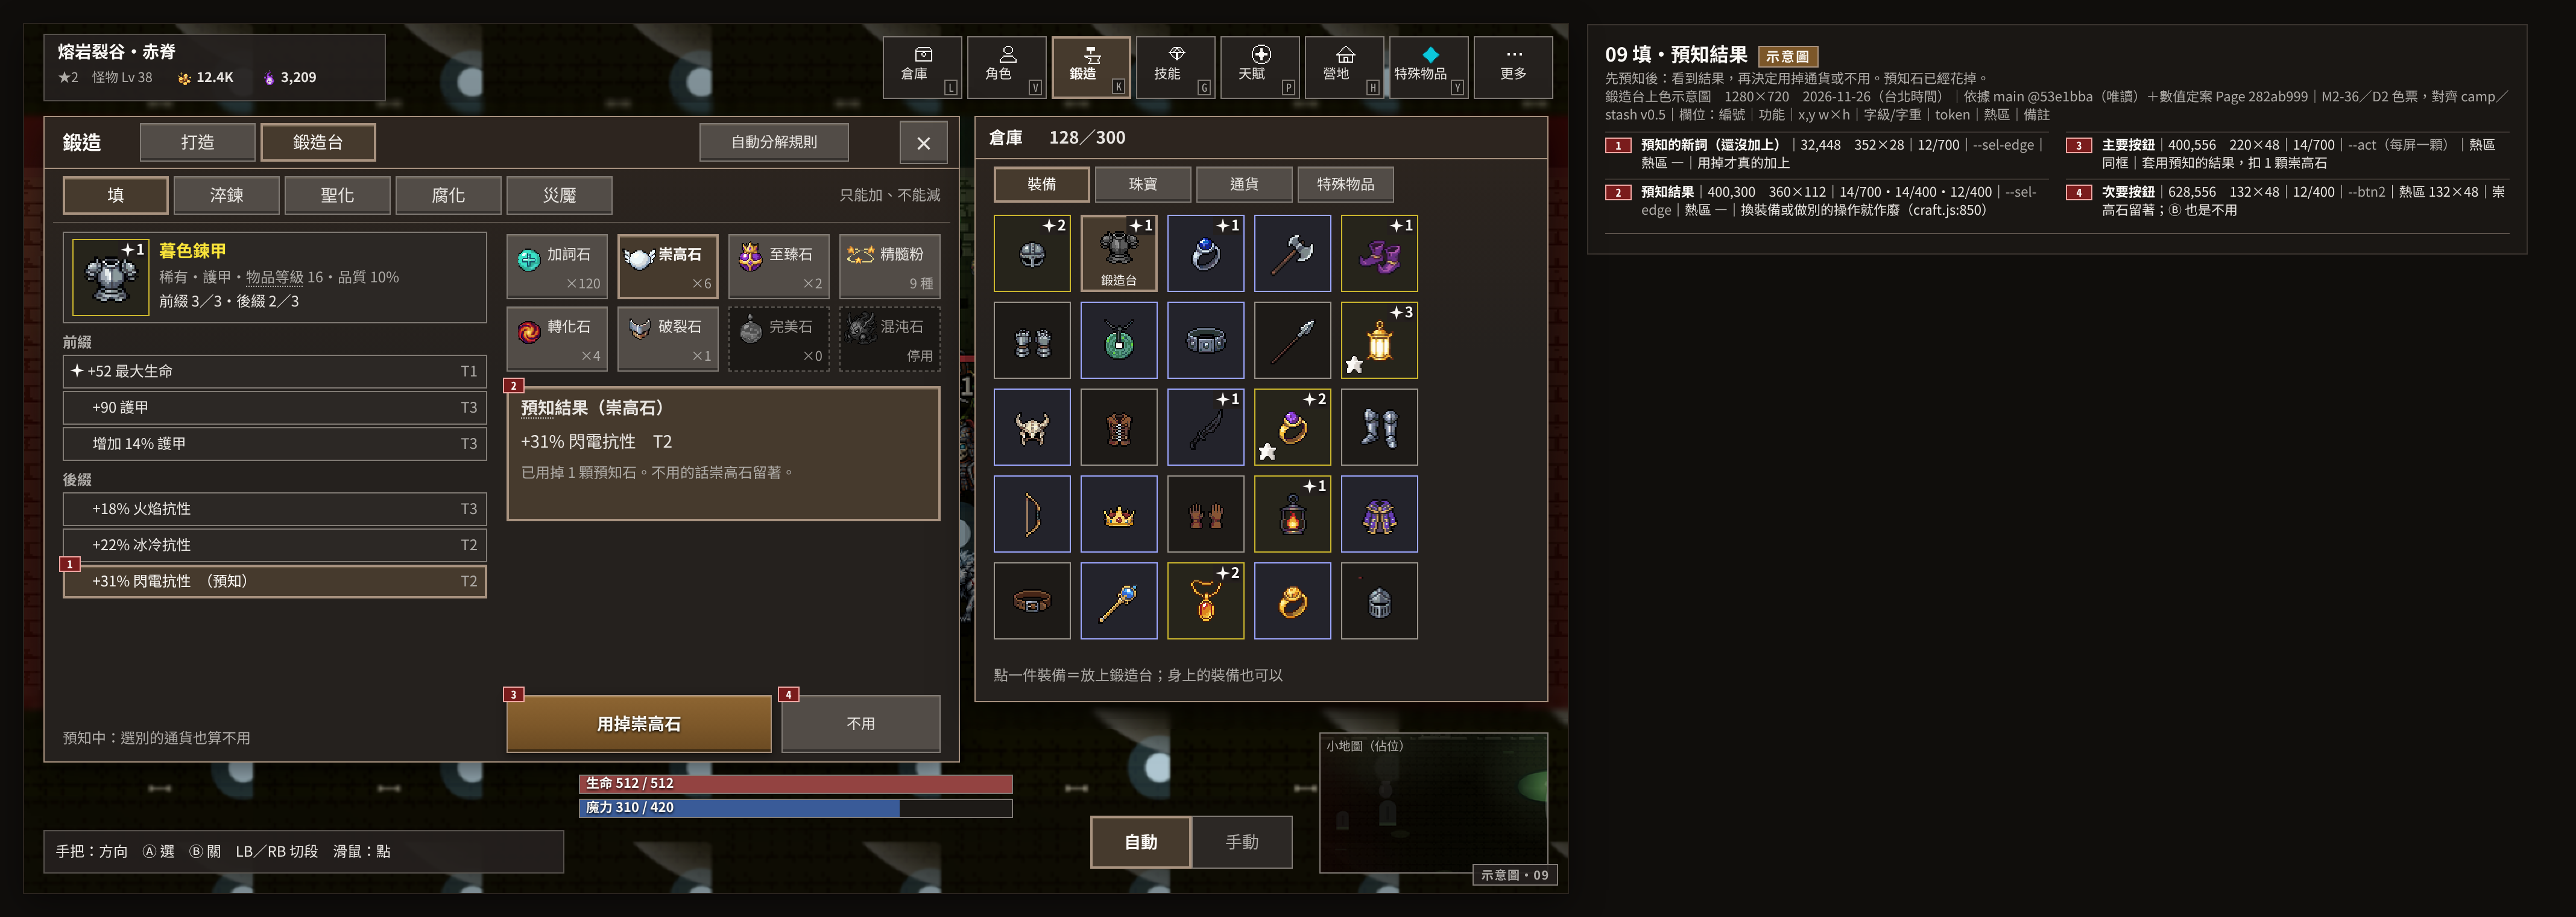 熔岩裂谷・赤脊
★2 怪物 Lv 38 12.4K 3,209
倉庫 L
角色 V
鍛造 K
技能 G
天賦 P
營地 H
特殊物品 Y
更多
鍛造 打造 鍛造台 自動分解規則 ×
填 淬鍊 聖化 腐化 災魘 只能加、不能減
1
暮色鍊甲
稀有・護甲・物品等級 16・品質 10%
前綴 3／3・後綴 2／3
前綴
+52 最大生命 T1
+90 護甲 T3
增加 14% 護甲 T3
後綴
+18% 火焰抗性 T3
+22% 冰冷抗性 T2
1
+31% 閃電抗性 （預知） T2
預知中：選別的通貨也算不用
加詞石 ×120
崇高石 ×6
至臻石 ×2
精髓粉 9 種
轉化石 ×4
破裂石 ×1
完美石 ×0
混沌石 停用
2
預知結果（崇高石）
+31% 閃電抗性 T2
已用掉 1 顆預知石。不用的話崇高石留著。
3
用掉崇高石
4
不用
倉庫 128／300
裝備 珠寶 通貨 特殊物品
2 1 1 1
鍛造台
3
1 2
1
2
點一件裝備＝放上鍛造台；身上的裝備也可以
生命 512 / 512
魔力 310 / 420
手把：方向 Ⓐ 選 Ⓑ 關 LB／RB 切段 滑鼠：點
自動 手動
小地圖（佔位）
示意圖・09
09 填・預知結果 示意圖
先預知後：看到結果，再決定用掉通貨或不用。預知石已經花掉。
鍛造台上色示意圖 1280×720 2026-11-26（台北時間）｜依據 main @53e1bba（唯讀）＋數值定案 Page 282ab999｜M2-36／D2 色票，對齊 camp／
stash v0.5｜欄位：編號｜功能｜x,y w×h｜字級/字重｜token｜熱區｜備註
1 預知的新詞（還沒加上）｜32,448 352×28｜12/700｜--sel-edge｜
熱區 —｜用掉才真的加上
2 預知結果｜400,300 360×112｜14/700・14/400・12/400｜--sel-
edge｜熱區 —｜換裝備或做別的操作就作廢（craft.js:850）
3 主要按鈕｜400,556 220×48｜14/700｜--act（每屏一顆）｜熱區
同框｜套用預知的結果，扣 1 顆崇高石
4 次要按鈕｜628,556 132×48｜12/400｜--btn2｜熱區 132×48｜崇
高石留著；Ⓑ 也是不用